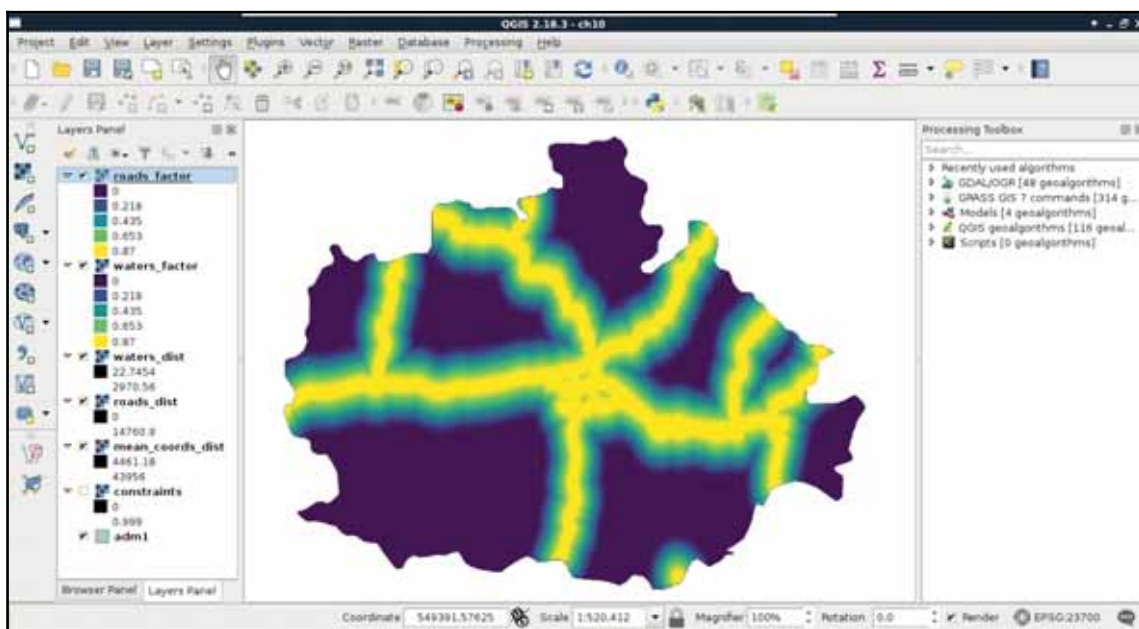 QGIS 2.18.3 - ch10
Project Edit View Layer Settings Plugins Vector Raster Database Processing Help
Layers Panel
roads_factor
0
0.218
0.435
0.653
0.87
waters_factor
0
0.218
0.435
0.653
0.87
waters_dist
22.7454
2970.56
roads_dist
0
14760.8
mean_coords_dist
4461.18
43956
constraints
0
0.999
adm1
Browser Panel Layers Panel
Processing Toolbox
Search...
Recently used algorithms
GDAL/OGR [48 geoalgorithms]
GRASS GIS 7 commands [314 g...
Models [4 geoalgorithms]
QGIS geoalgorithms [116 geoal...
Scripts [0 geoalgorithms]
Coordinate 549391.57625 Scale 1:520.412 Magnifier 100% Rotation 0.0 Render EPSG:23700